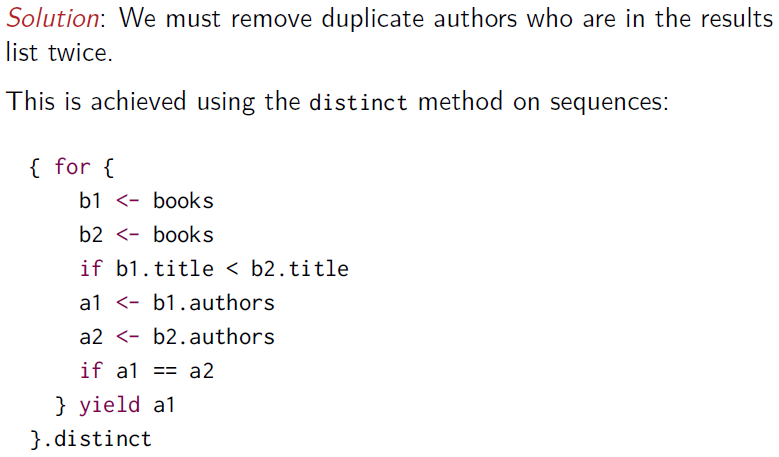 Solution: We must remove duplicate authors who are in the results
list twice.
This is achieved using the distinct method on sequences:
{ for {
b1 <- books
b2 <- books
if b1.title < b2.title
a1 <- b1.authors
a2 <- b2.authors
if a1 == a2
} yield a1
}.distinct